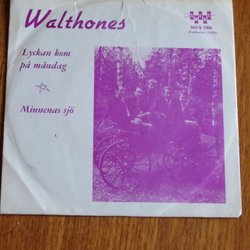 Walthones
Lyckan kom
på måndag
Minnenas sjö